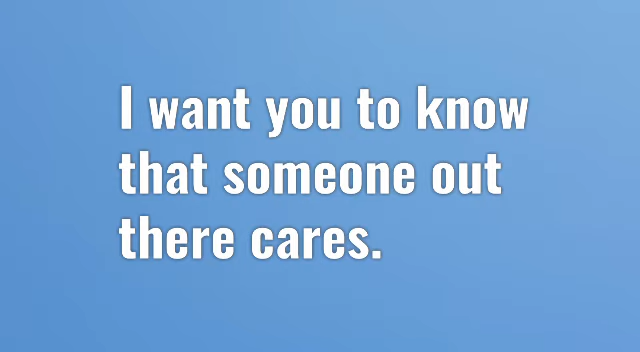 I want you to know
that someone out
there cares.